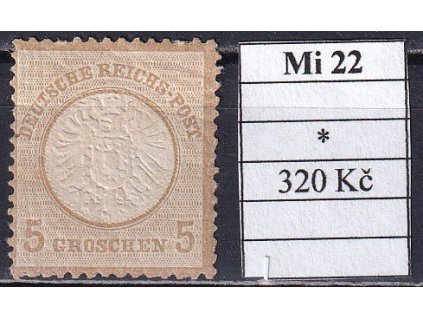 DEUTSCHE REICHS-POST
5 GROSCHEN 5
Mi 22
*
320 Kč